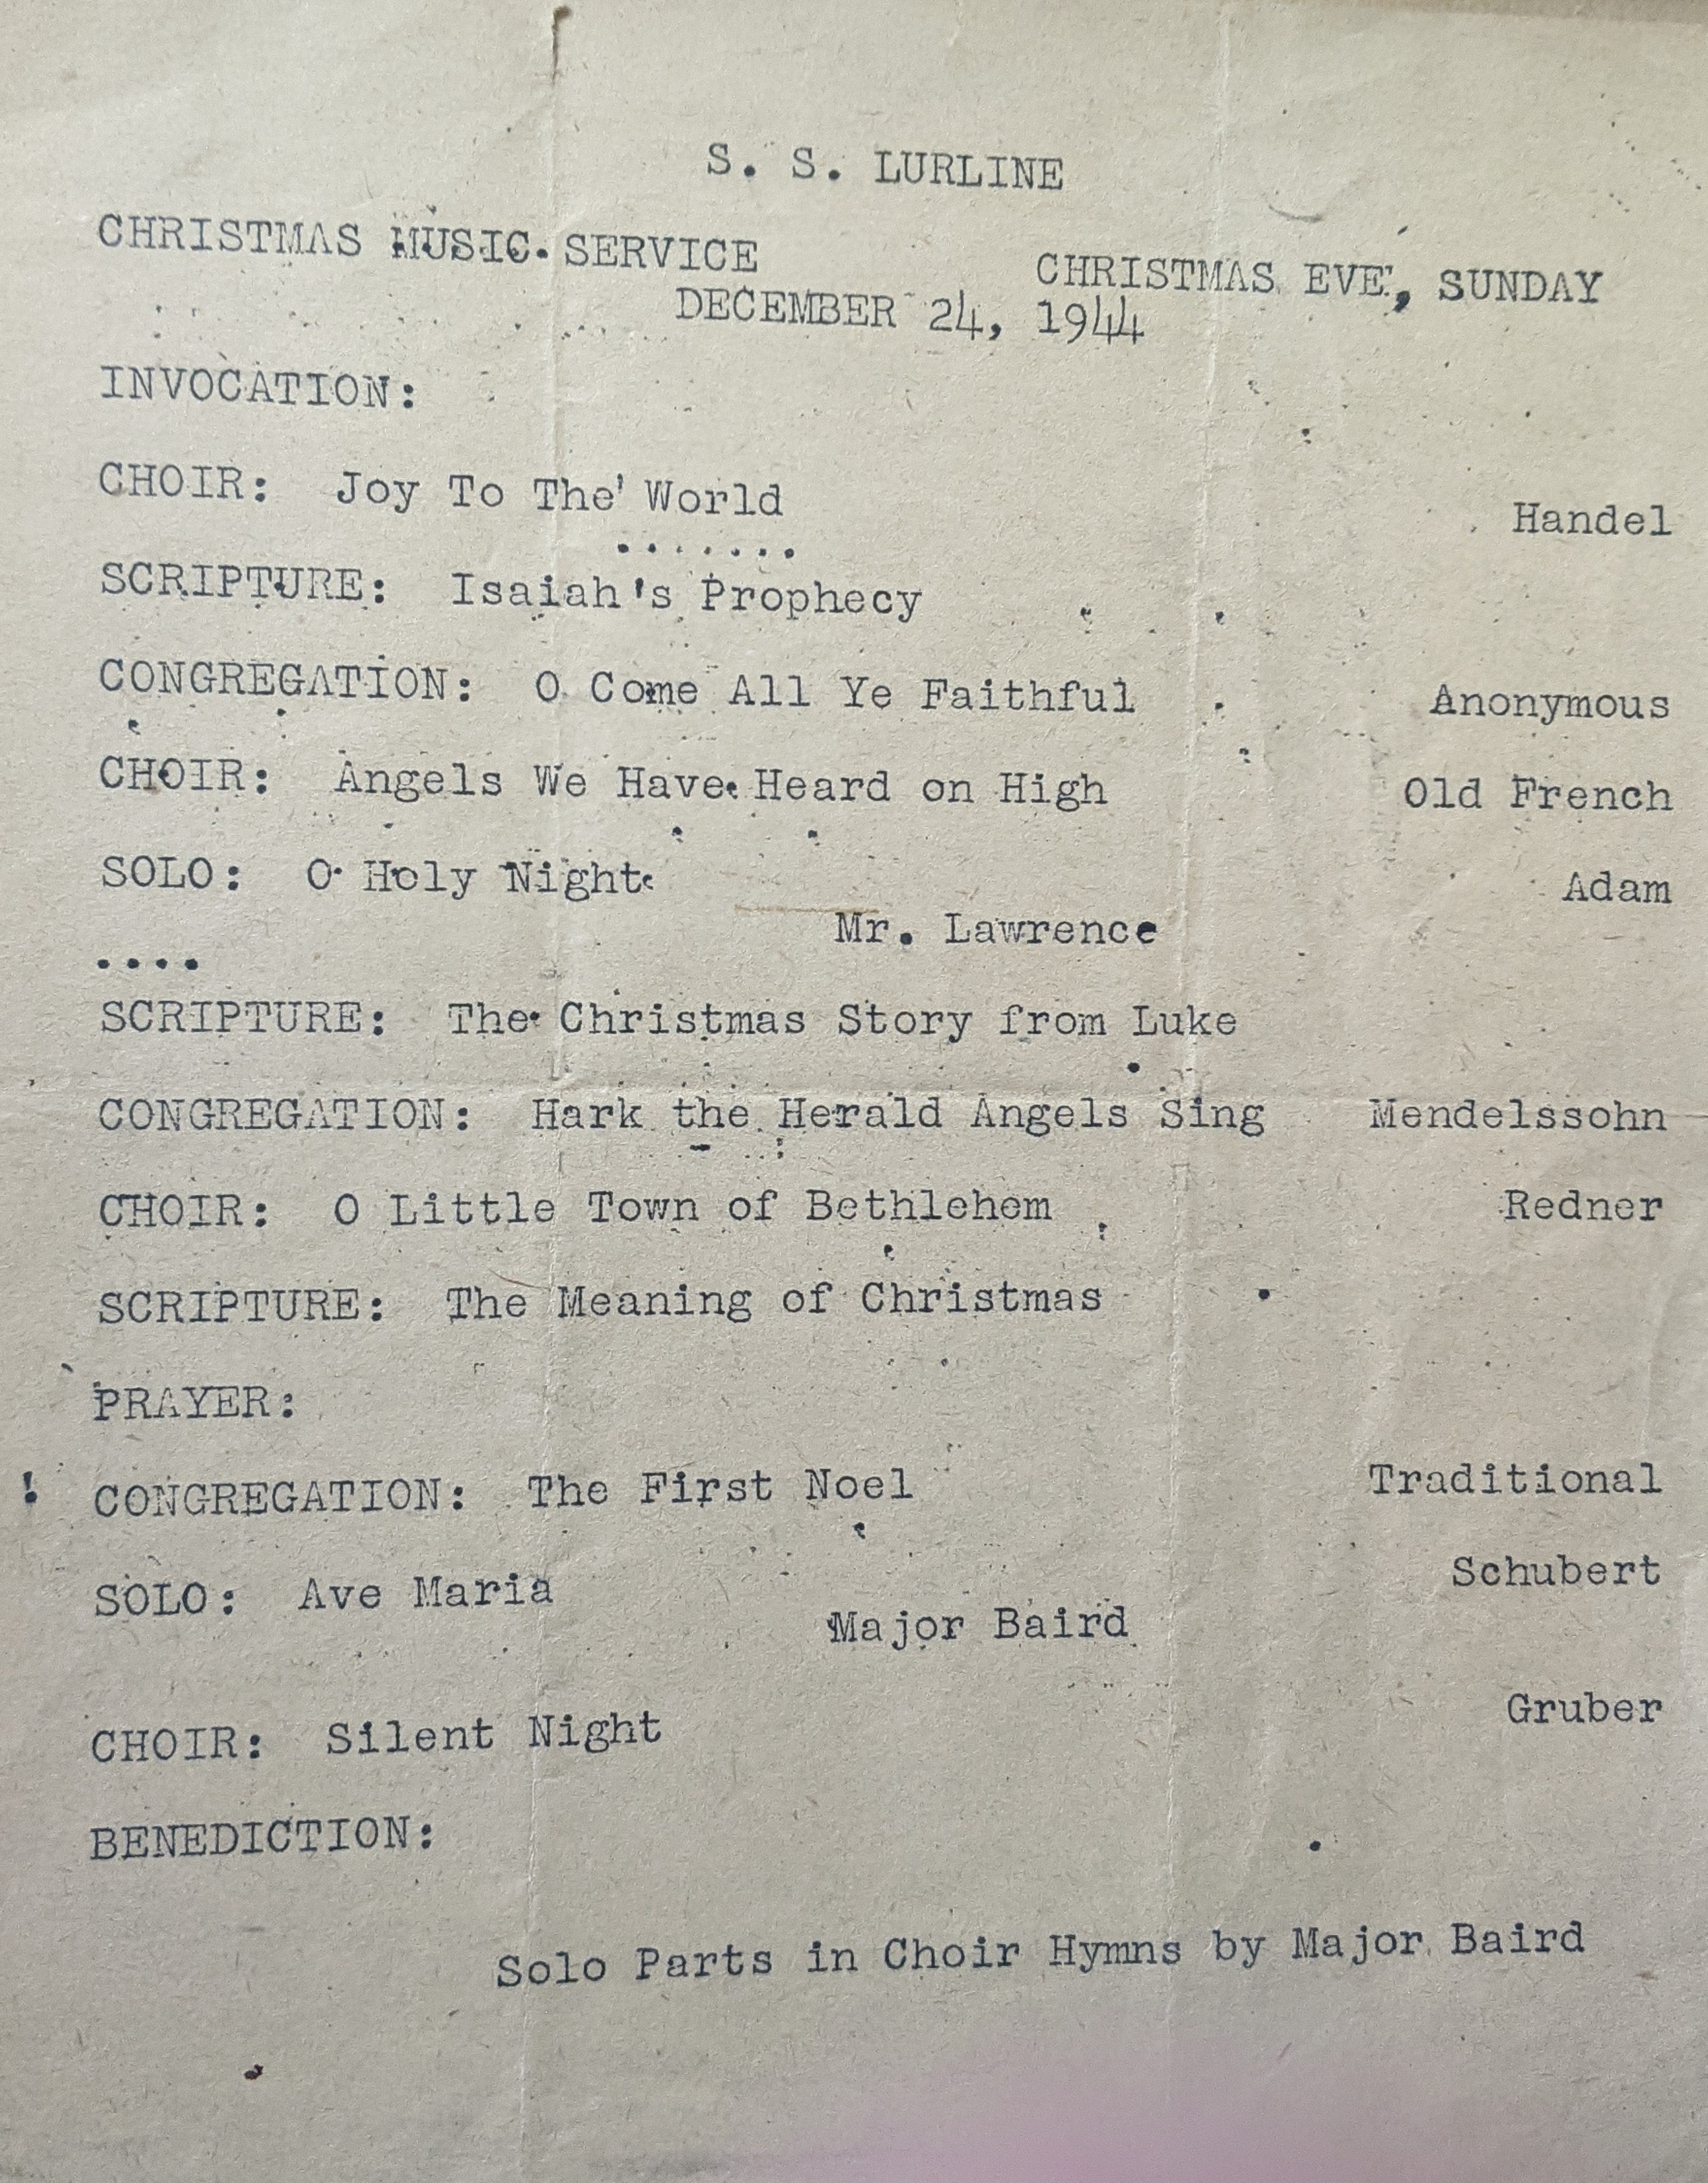 S. S. LURLINE
CHRISTMAS MUSIC SERVICE CHRISTMAS EVE, SUNDAY
DECEMBER 24, 1944
INVOCATION:
CHOIR: Joy To The World Handel
.......
SCRIPTURE: Isaiah's Prophecy
CONGREGATION: O Come All Ye Faithful Anonymous
CHOIR: Angels We Have Heard on High Old French
SOLO: O Holy Night Adam
Mr. Lawrence
....
SCRIPTURE: The Christmas Story from Luke
CONGREGATION: Hark the Herald Angels Sing Mendelssohn
CHOIR: O Little Town of Bethlehem Redner
SCRIPTURE: The Meaning of Christmas
PRAYER:
CONGREGATION: The First Noel Traditional
SOLO: Ave Maria Schubert
Major Baird
CHOIR: Silent Night Gruber
BENEDICTION:
Solo Parts in Choir Hymns by Major Baird